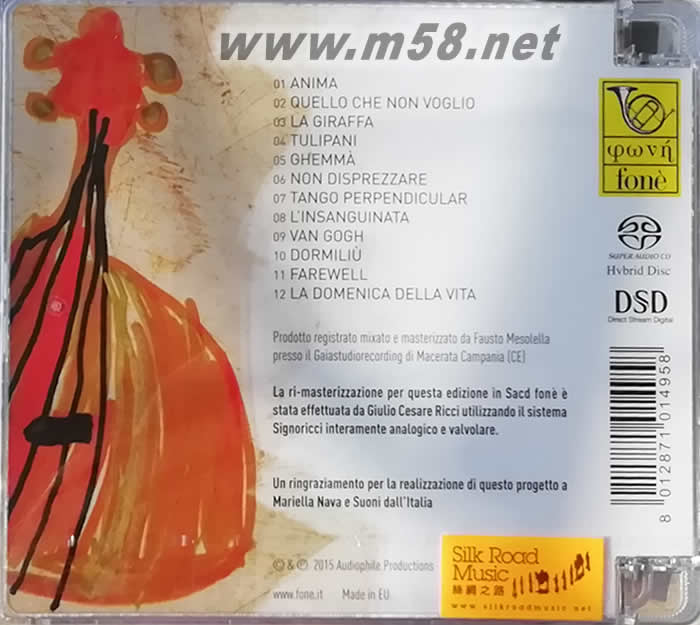 www.m58.net
01 ANIMA
02 QUELLO CHE NON VOGLIO
03 LA GIRAFFA
04 TULIPANI
05 GHEMMÀ
06 NON DISPREZZARE
07 TANGO PERPENDICULAR
08 L'INSANGUINATA
09 VAN GOGH
10 DORMILIÙ
11 FAREWELL
12 LA DOMENICA DELLA VITA
Prodotto registrato mixato e masterizzato da Fausto Mesolella
presso il Gaiastudiorecording di Macerata Campania (CE)
La ri-masterizzazione per questa edizione in Sacd fonè è
stata effettuata da Giulio Cesare Ricci utilizzando il sistema
Signoricci interamente analogico e valvolare.
Un ringraziamento per la realizzazione di questo progetto a
Mariella Nava e Suoni dall'Italia
© & ℗ 2015 Audiophile Productions
www.fone.it Made in EU
φωνή
fonè
SUPER AUDIO CD
Hybrid Disc
DSD
Direct Stream Digital
8 012871 014958
Silk Road
Music
絲綢之路
www.silkroadmusic.net